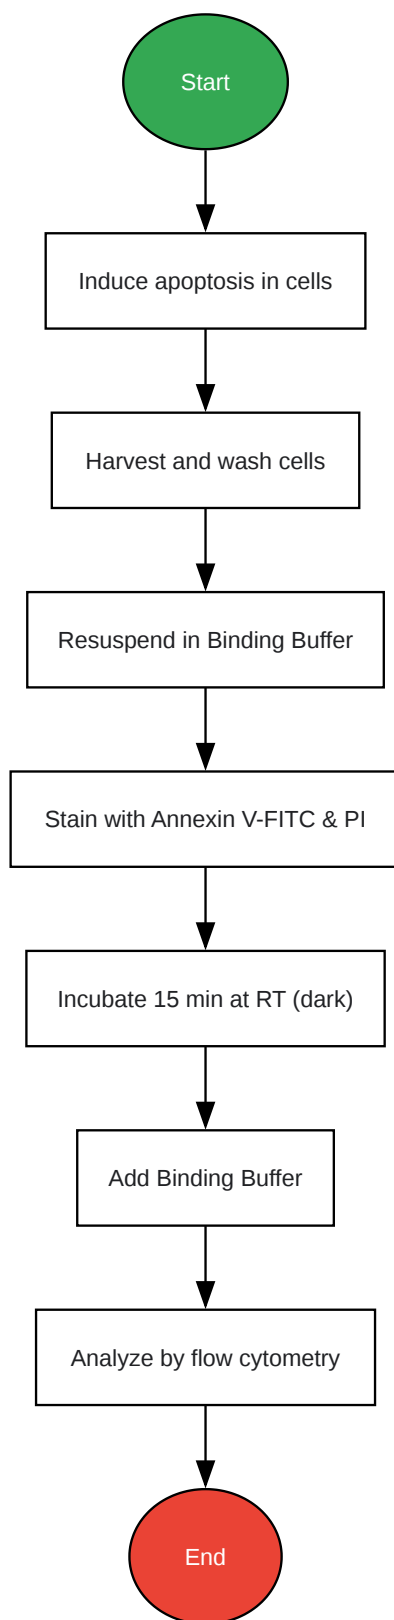 Start
Induce apoptosis in cells
Harvest and wash cells
Resuspend in Binding Buffer
Stain with Annexin V-FITC & PI
Incubate 15 min at RT (dark)
Add Binding Buffer
Analyze by flow cytometry
End